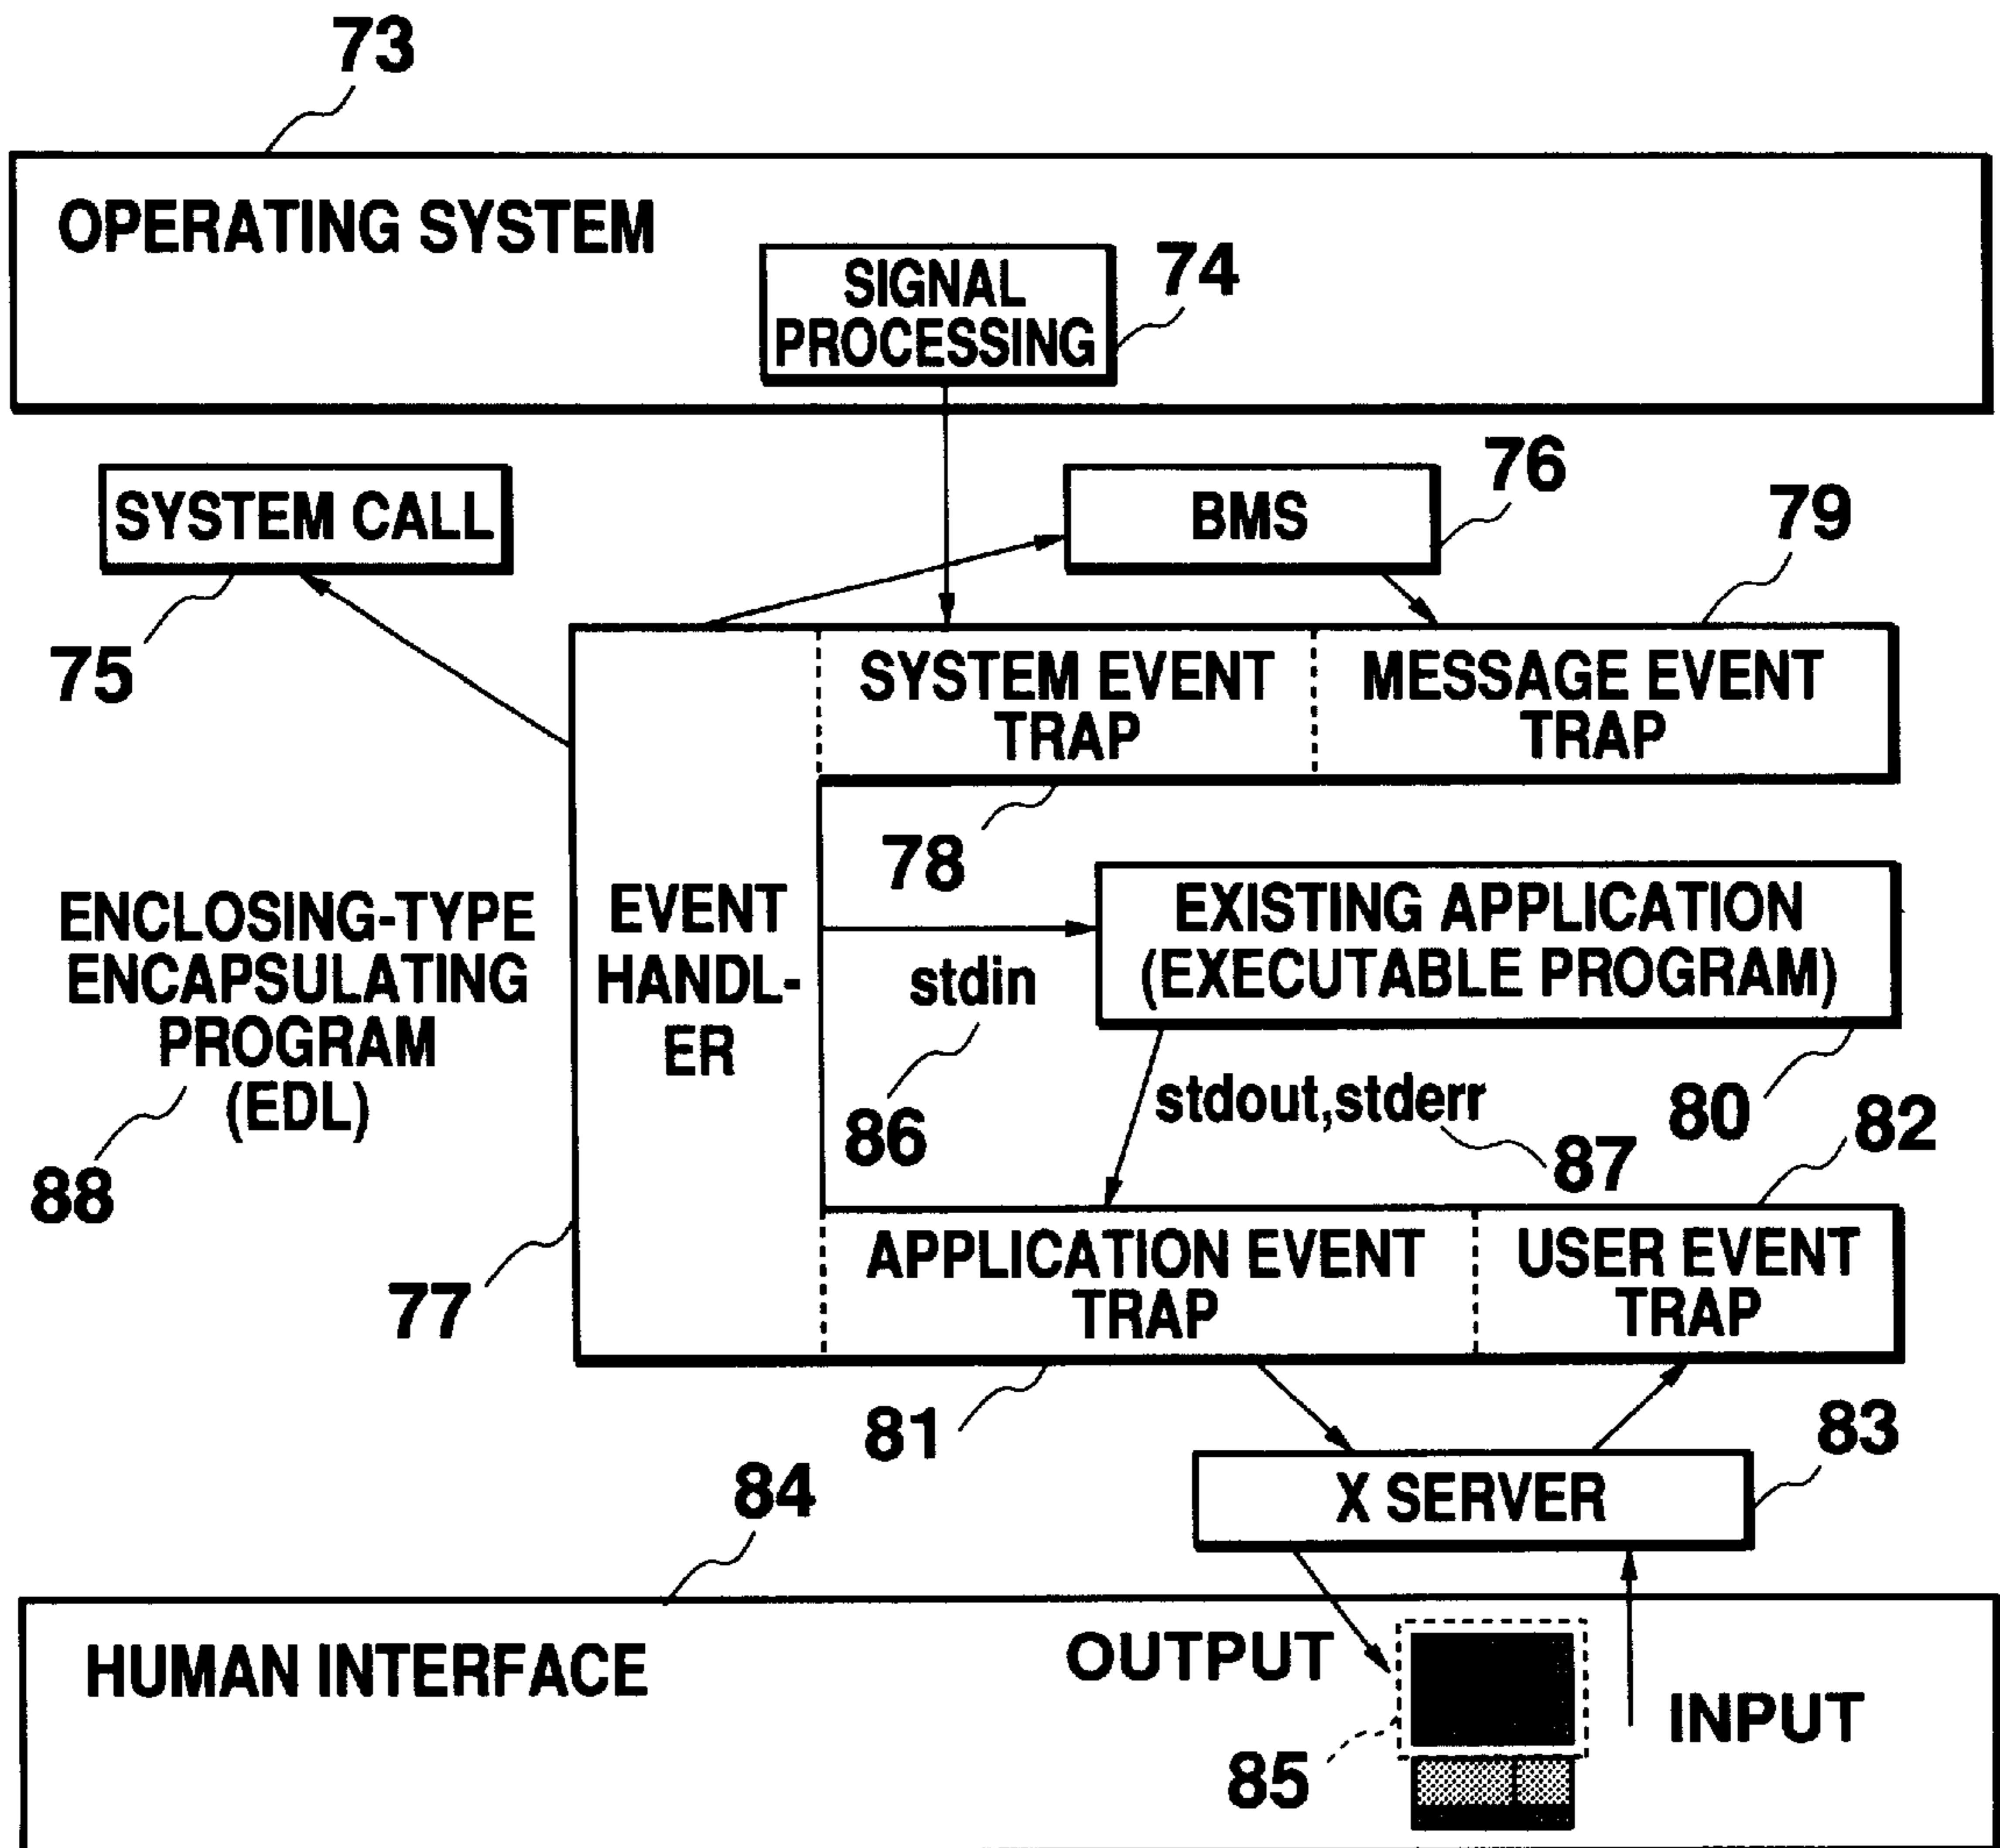 73
OPERATING SYSTEM
SIGNAL
PROCESSING
74
SYSTEM CALL
75
BMS
76
79
SYSTEM EVENT
TRAP
MESSAGE EVENT
TRAP
78
ENCLOSING-TYPE
ENCAPSULATING
PROGRAM
(EDL)
88
EVENT
HANDL-
ER
77
stdin
86
EXISTING APPLICATION
(EXECUTABLE PROGRAM)
80
stdout,stderr
87
82
APPLICATION EVENT
TRAP
USER EVENT
TRAP
81
X SERVER
83
84
HUMAN INTERFACE
OUTPUT
INPUT
85